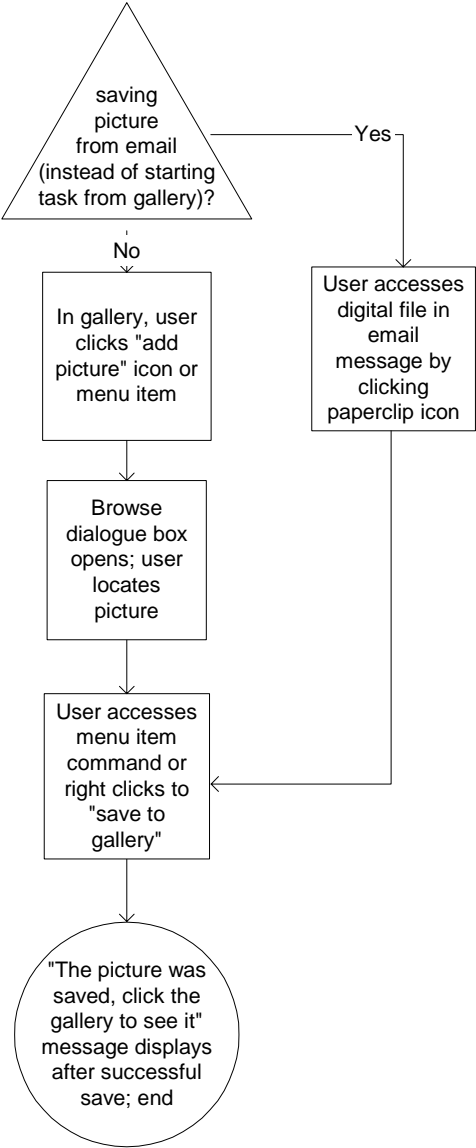 saving
picture
from email
(instead of starting
task from gallery)?
Yes
No
In gallery, user
clicks "add
picture" icon or
menu item
User accesses
digital file in
email
message by
clicking
paperclip icon
Browse
dialogue box
opens; user
locates
picture
User accesses
menu item
command or
right clicks to
"save to
gallery"
"The picture was
saved, click the
gallery to see it"
message displays
after successful
save; end